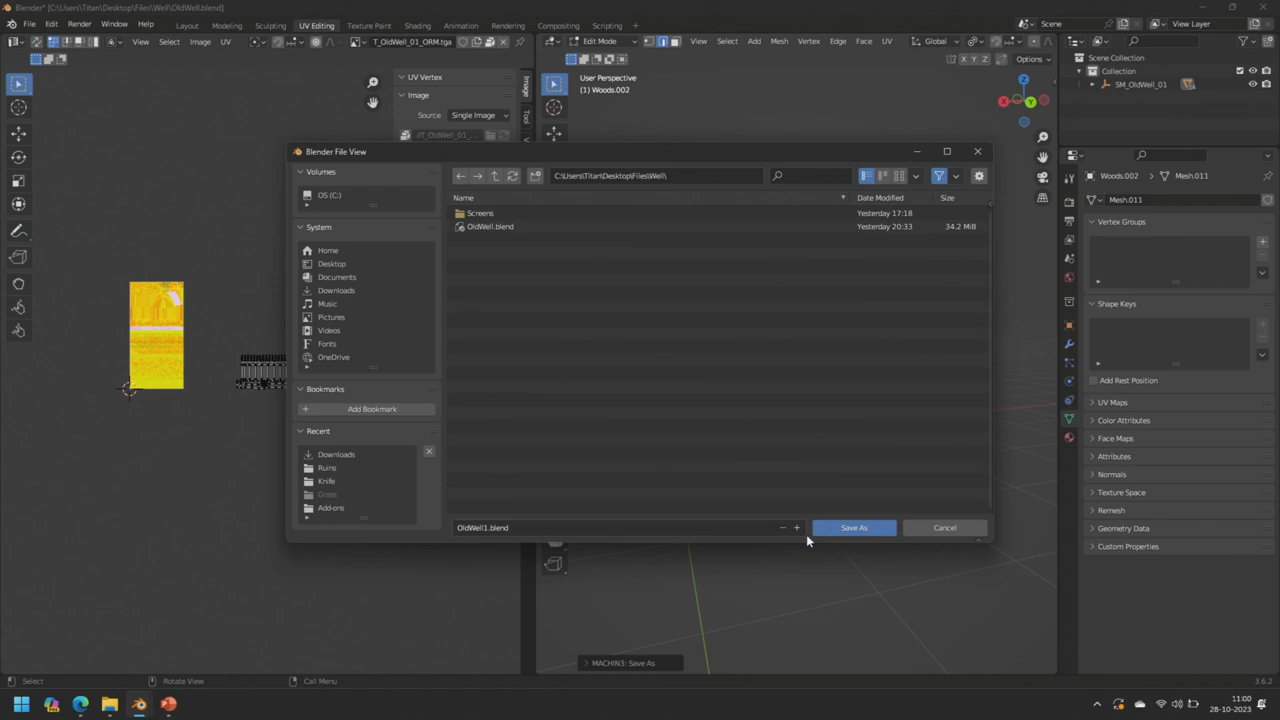 Blender* [C:\Users\Titan\Desktop\Files\Well\OldWell.blend]
File Edit Render Window Help Layout Modeling Sculpting UV Editing Texture Paint Shading Animation Rendering Compositing Scripting Scene View Layer
View Select Image UV T_OldWell_01_ORM.tga Edit Mode View Select Add Mesh Vertex Edge Face UV Global
X Y Z Options
UV Vertex
Image
Source Single Image
//T_OldWell_01_...
Image
Tool
User Perspective
(1) Woods.002
Z
X
Y
Scene Collection
Collection
SM_OldWell_01
Blender File View
Volumes
OS (C:)
System
Home
Desktop
Documents
Downloads
Music
Pictures
Videos
Fonts
OneDrive
Bookmarks
Add Bookmark
Recent
Downloads
Ruins
Knife
Grass
Add-ons
C:\Users\Titan\Desktop\Files\Well\
Name Date Modified Size
Screens Yesterday 17:18
OldWell.blend Yesterday 20:33 34.2 MiB
OldWell1.blend Save As Cancel
Woods.002 Mesh.011
Mesh.011
Vertex Groups
Shape Keys
Add Rest Position
UV Maps
Color Attributes
Face Maps
Attributes
Normals
Texture Space
Remesh
Geometry Data
Custom Properties
MACHIN3: Save As
Select Rotate View Call Menu 3.6.2
11:00
28-10-2023